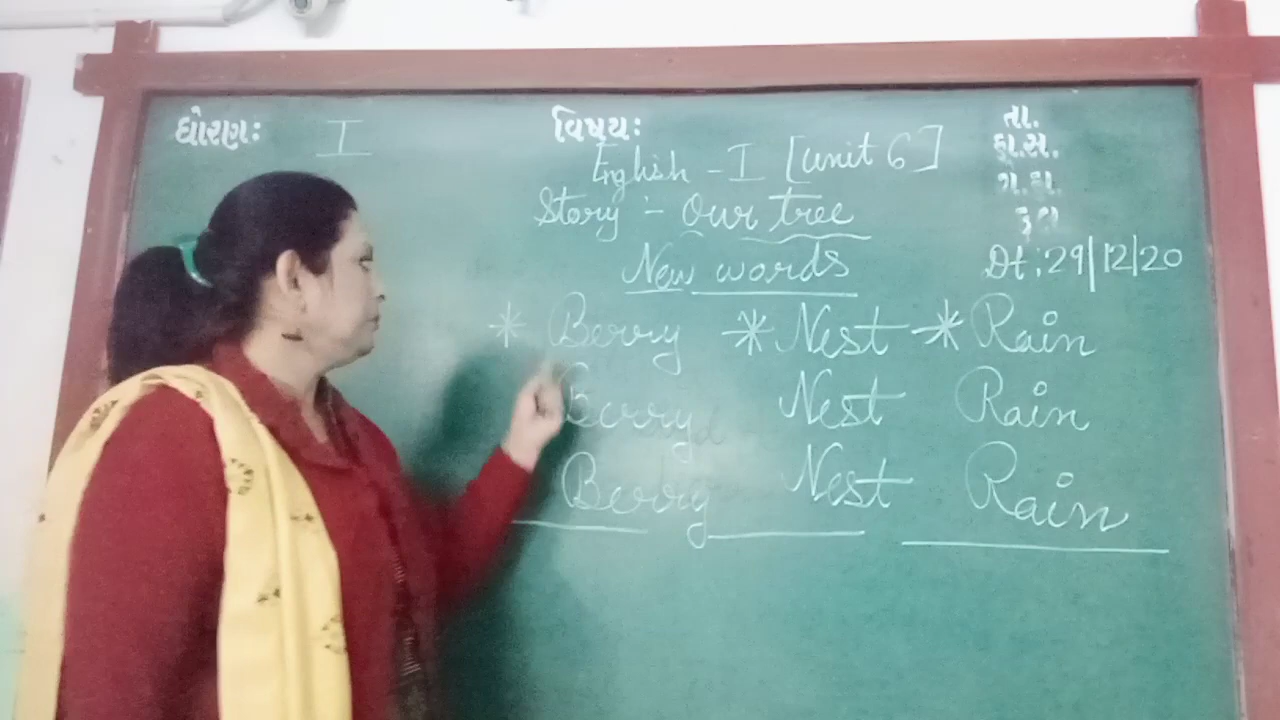 ધોરણ: I વિષય: તા.
English - I [unit 6] હા.સ.
Story :- Our tree ગે.હા.
New words કુલ
Dt : 29/12/20
* Berry * Nest * Rain
Berry Nest Rain
Berry Nest Rain